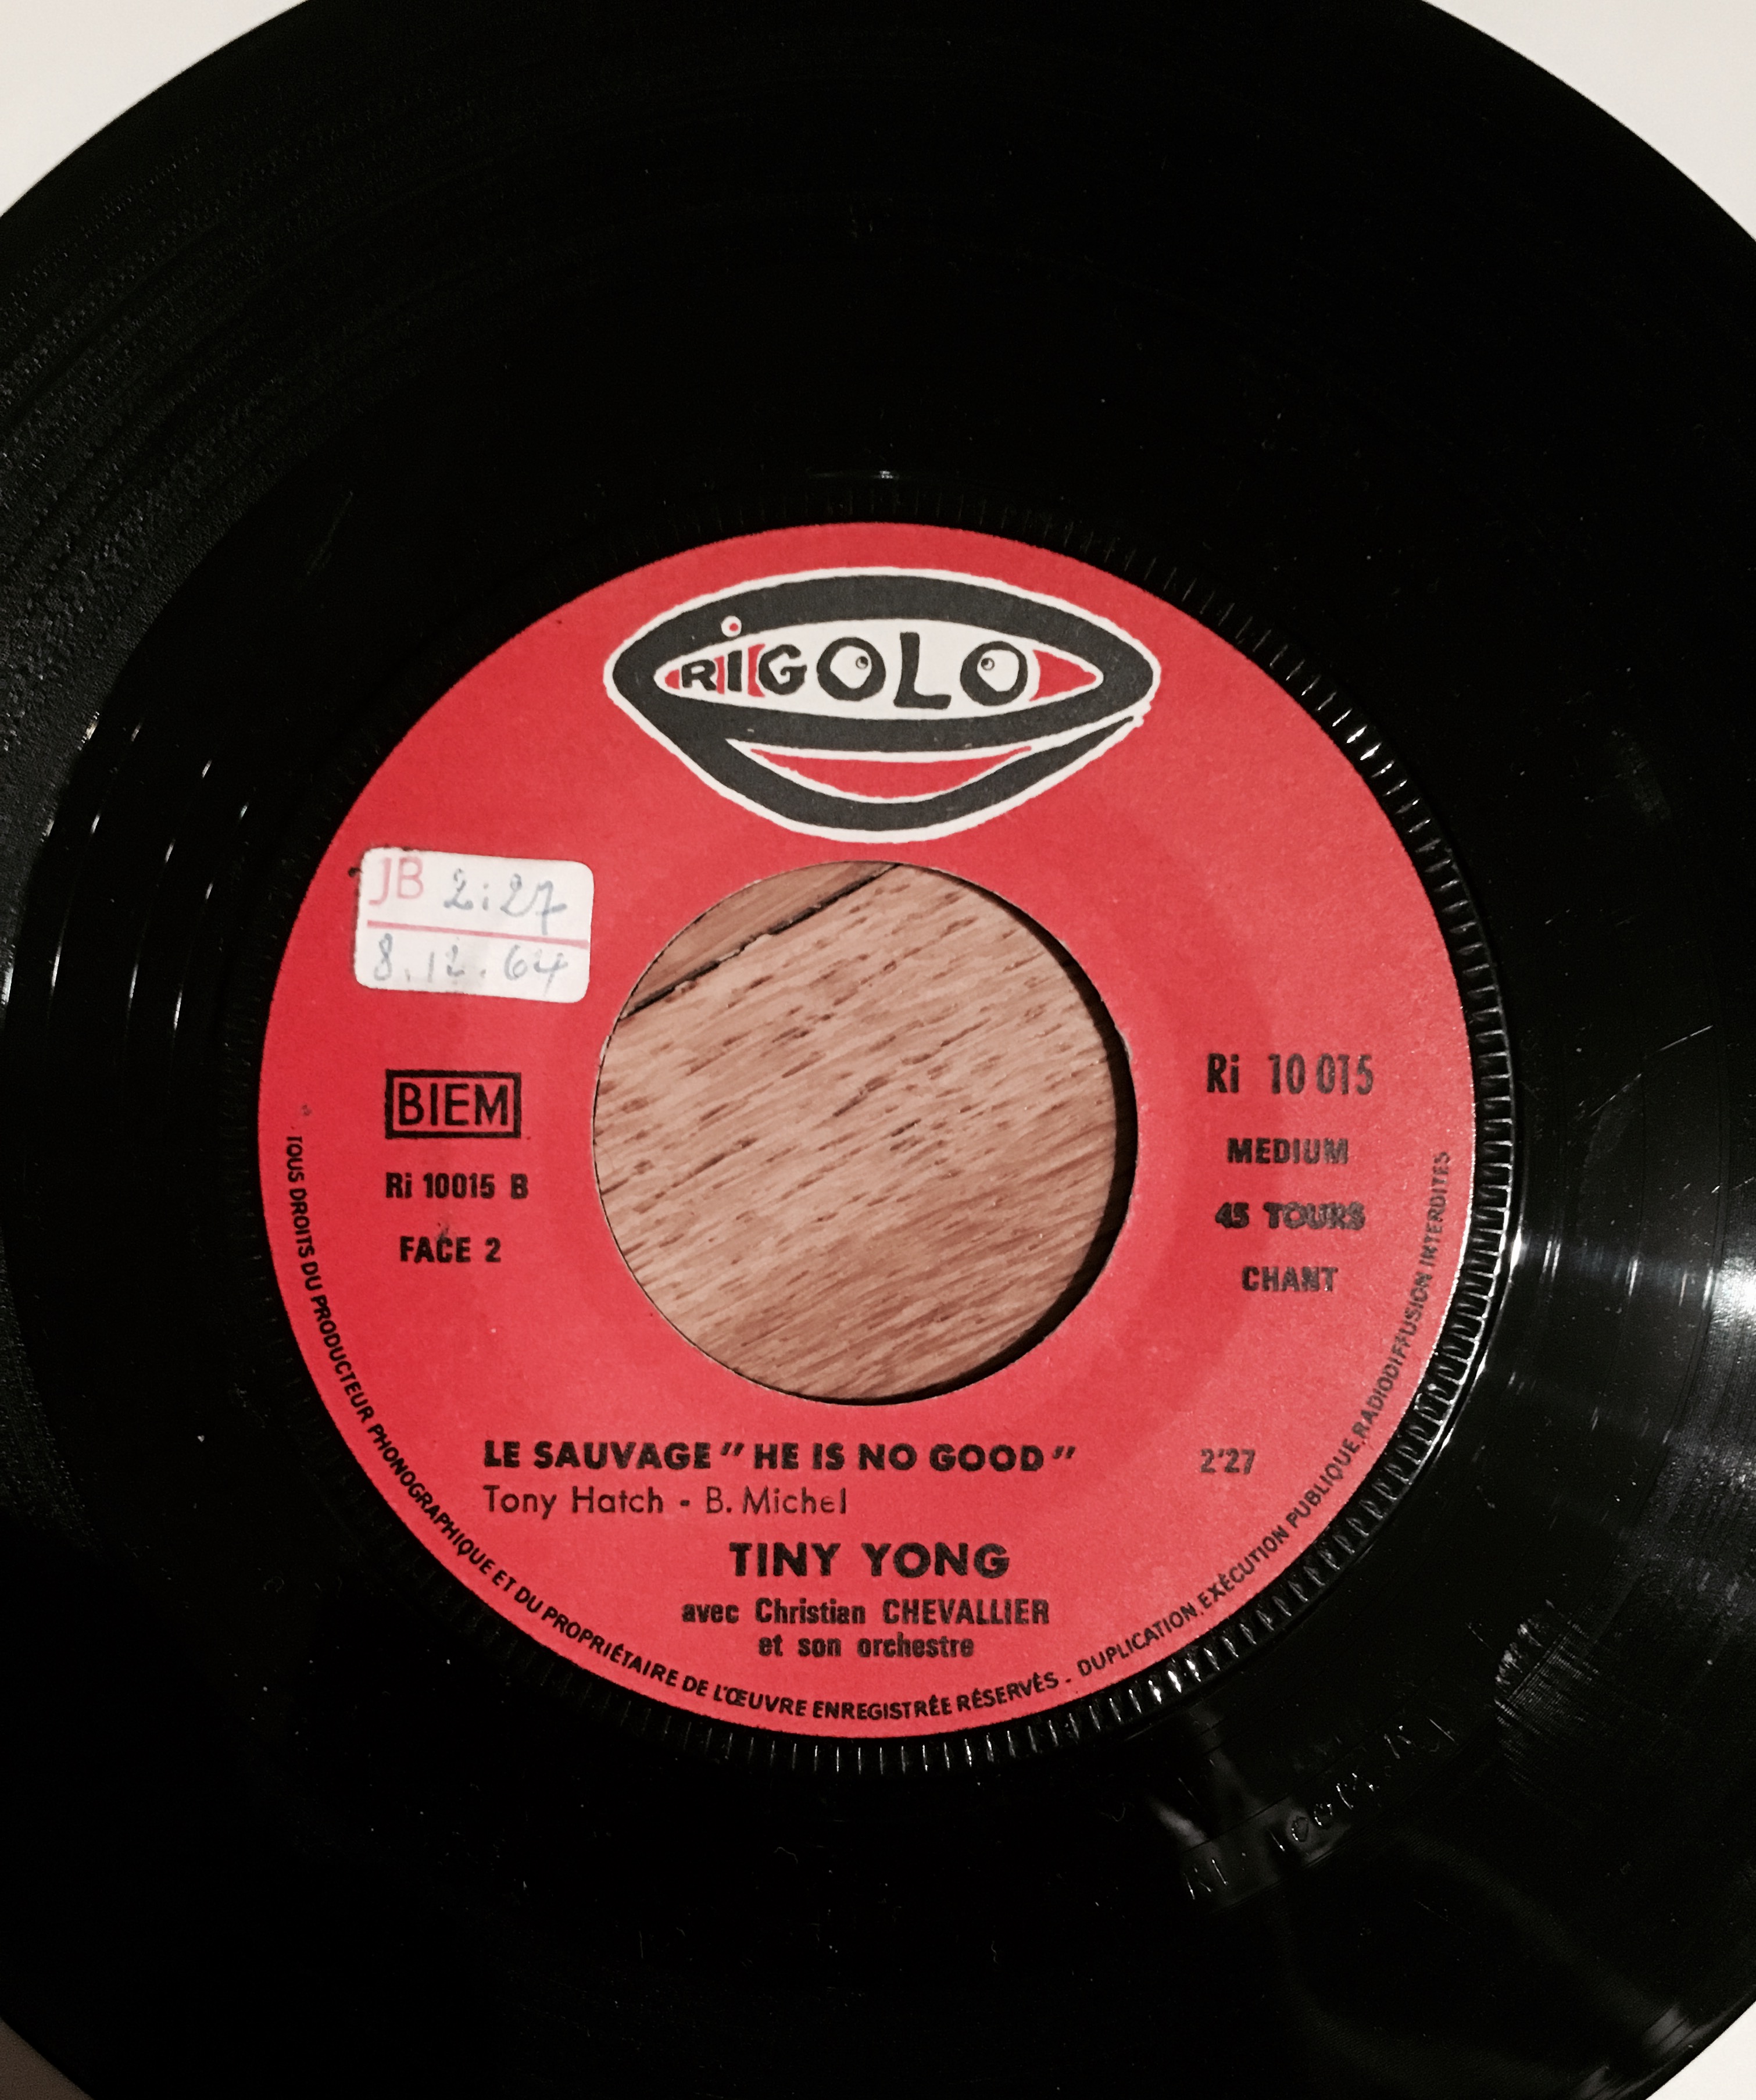 RiGOLO
JB 2:27
8.12.64
BIEM
Ri 10015 B
FACE 2
Ri 10 015
MEDIUM
45 TOURS
CHANT
LE SAUVAGE "HE IS NO GOOD" 2'27
Tony Hatch - B. Michel
TINY YONG
avec Christian CHEVALLIER
et son orchestre
TOUS DROITS DU PRODUCTEUR PHONOGRAPHIQUE ET DU PROPRIÉTAIRE DE L'ŒUVRE ENREGISTRÉE RÉSERVÉS - DUPLICATION, EXÉCUTION PUBLIQUE, RADIODIFFUSION INTERDITES